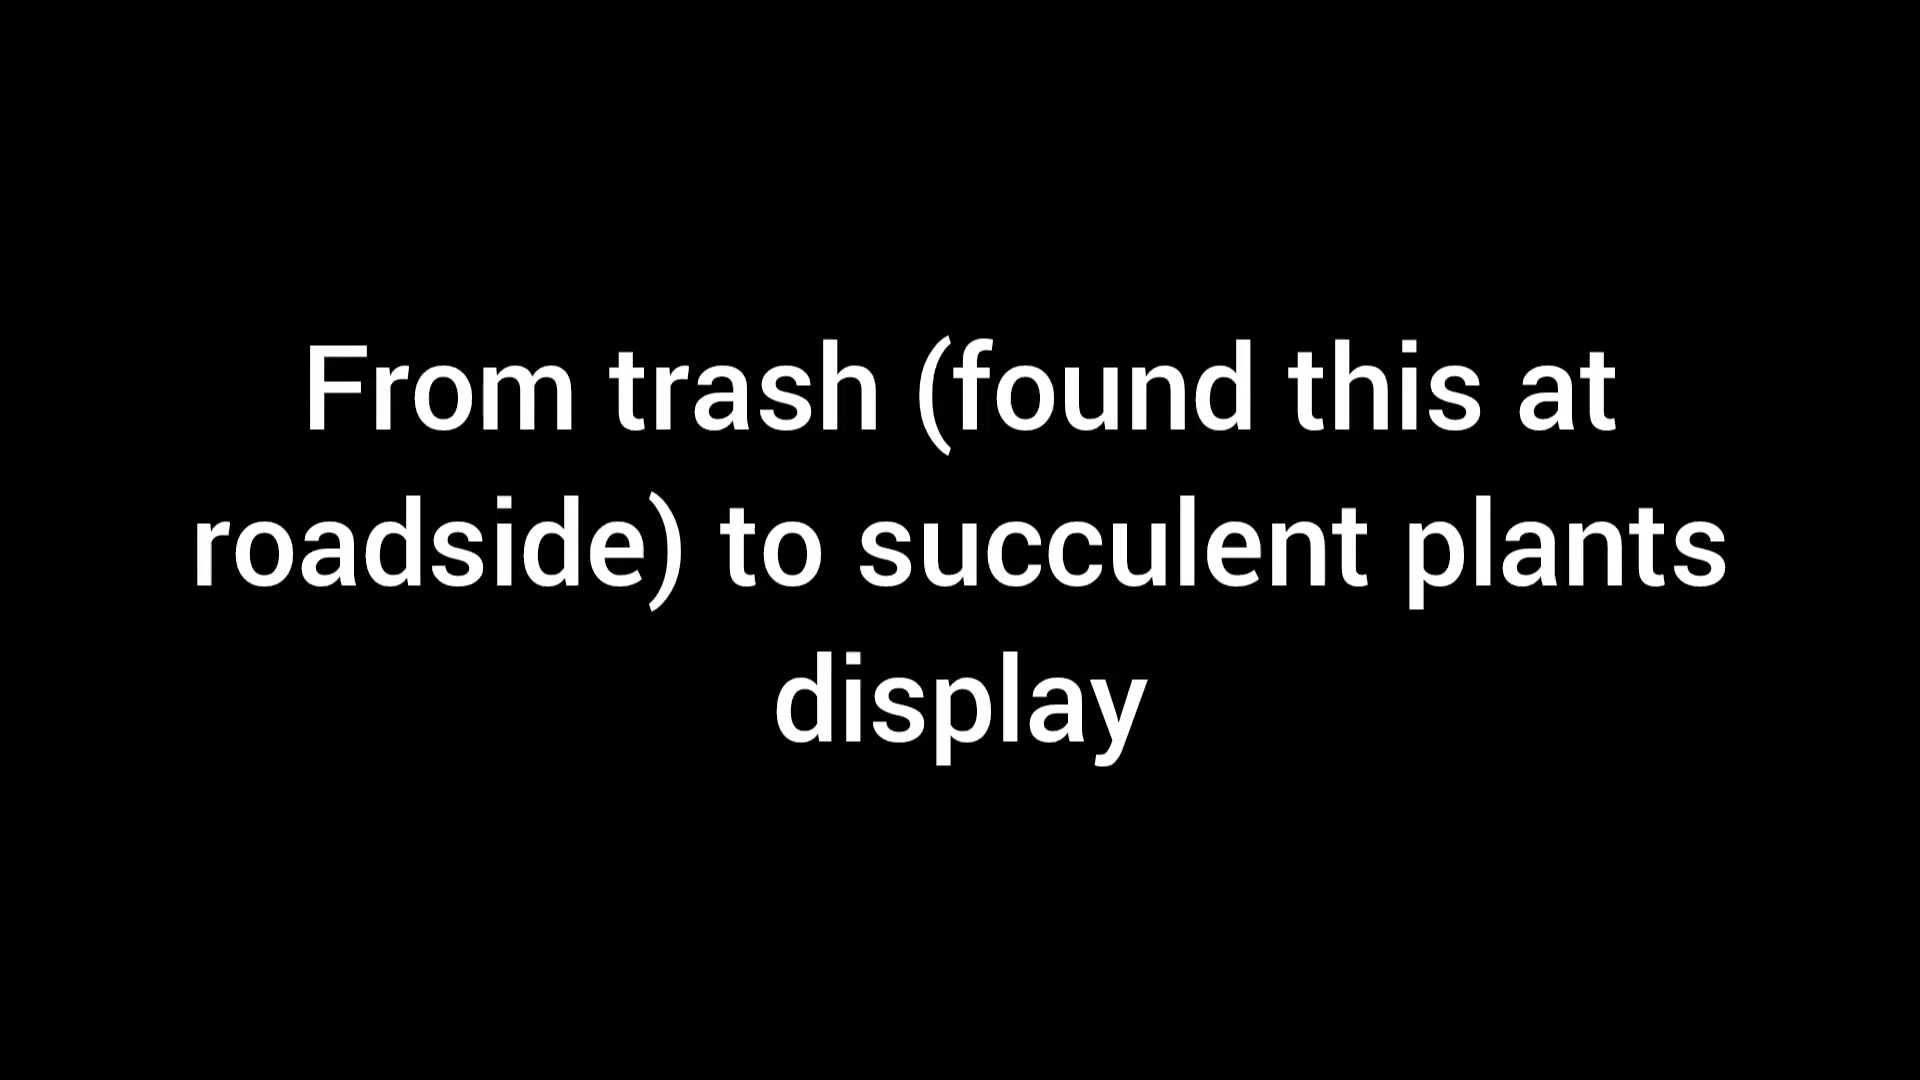 From trash (found this at
roadside) to succulent plants
display